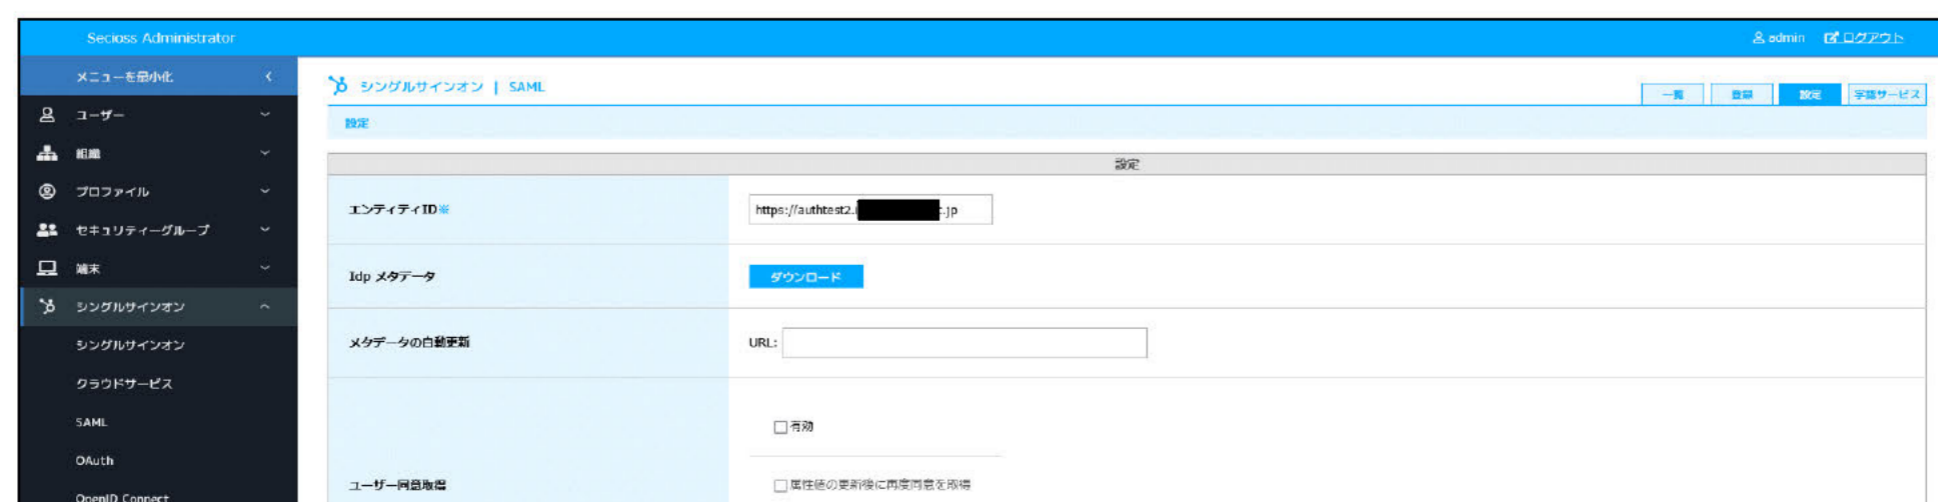 Secioss Administrator
admin ログアウト
メニューを最小化
シングルサインオン | SAML
一覧 登録 設定 学認サービス
ユーザー
設定
組織
設定
プロファイル
エンティティID※
https://authtest2. .jp
セキュリティーグループ
端末
Idp メタデータ
ダウンロード
シングルサインオン
シングルサインオン
メタデータの自動更新
URL:
クラウドサービス
SAML
有効
OAuth
ユーザー同意取得
属性値の更新後に再度同意を取得
OpenID Connect